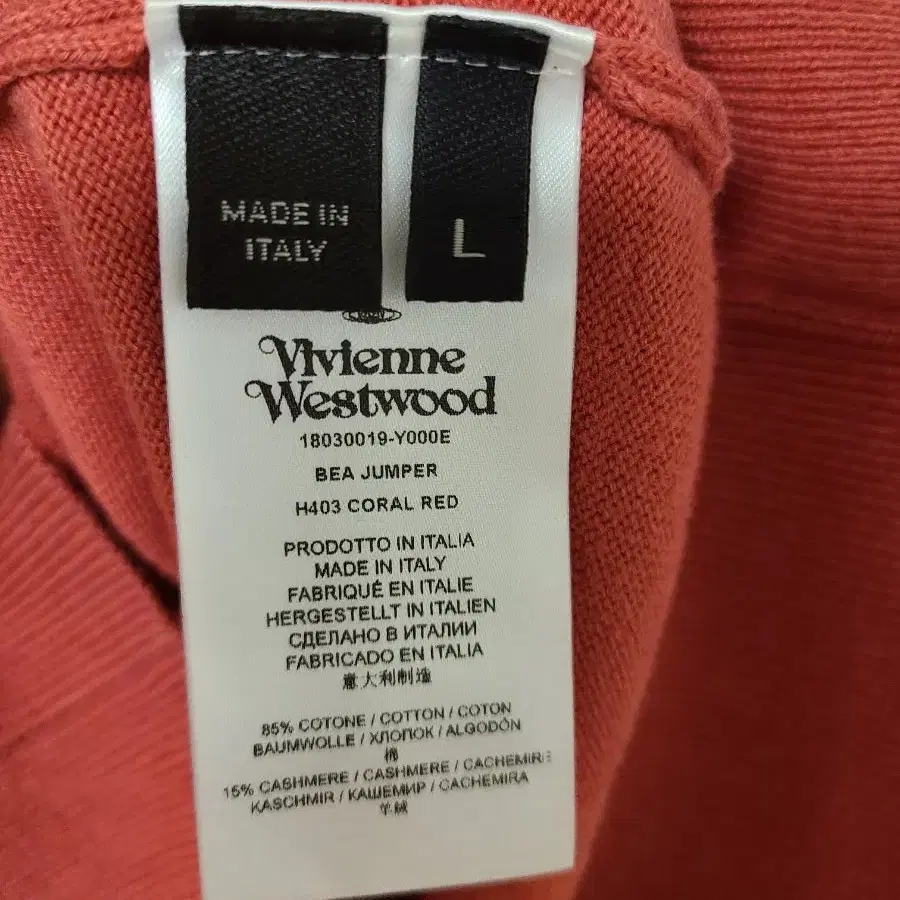 MADE IN
ITALY
L
Vivienne
Westwood
18030019-Y000E
BEA JUMPER
H403 CORAL RED
PRODOTTO IN ITALIA
MADE IN ITALY
FABRIQUÉ EN ITALIE
HERGESTELLT IN ITALIEN
СДЕЛАНО В ИТАЛИИ
FABRICADO EN ITALIA
意大利制造
85% COTONE / COTTON / COTON
BAUMWOLLE / ХЛОПОК / ALGODÓN
棉
15% CASHMERE / CASHMERE / CACHEMIRE
KASCHMIR / КАШЕМИР / CACHEMIRA
羊绒